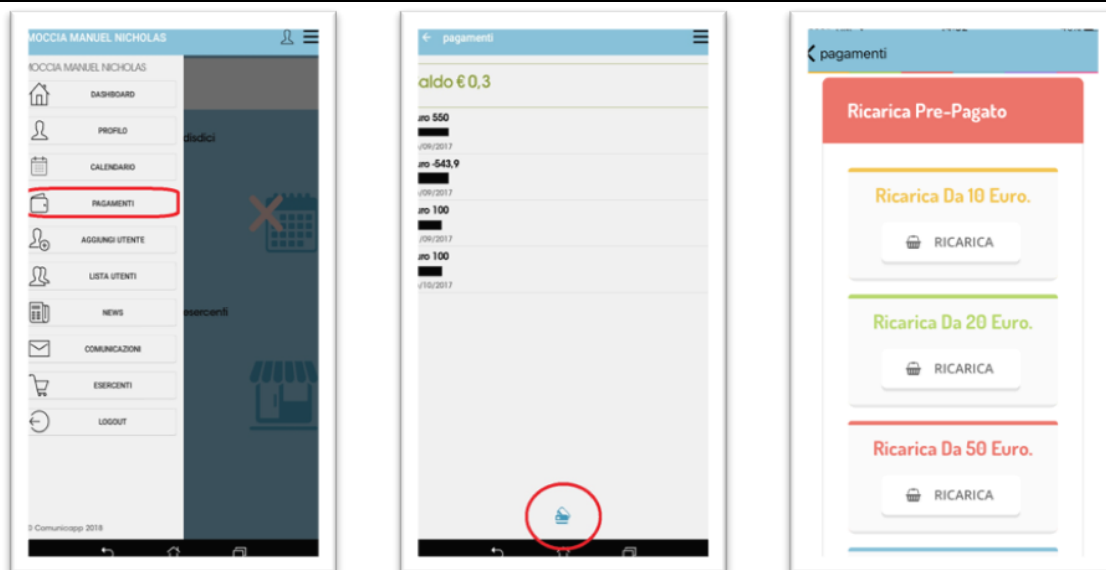 MOCCIA MANUEL NICHOLAS
MOCCIA MANUEL NICHOLAS
DASHBOARD
PROFILO
disdici
CALENDARIO
PAGAMENTI
AGGIUNGI UTENTE
LISTA UTENTI
NEWS
esercenti
COMUNICAZIONI
ESERCENTI
LOGOUT
Comunicapp 2018
pagamenti
aldo € 0,3
uro 550
/09/2017
uro -543,9
/09/2017
uro 100
/09/2017
uro 100
/10/2017
pagamenti
Ricarica Pre-Pagato
Ricarica Da 10 Euro.
RICARICA
Ricarica Da 20 Euro.
RICARICA
Ricarica Da 50 Euro.
RICARICA